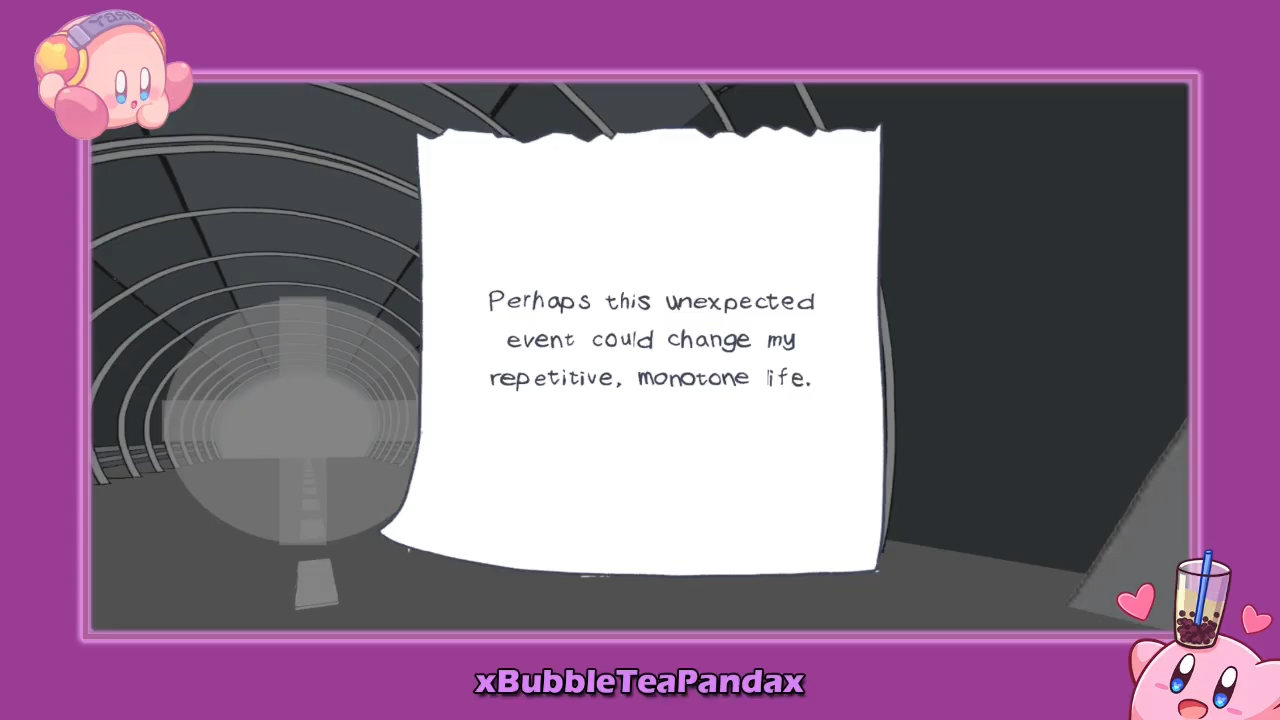 Perhaps this unexpected
event could change my
repetitive, monotone life.
xBubbleTeaPandax